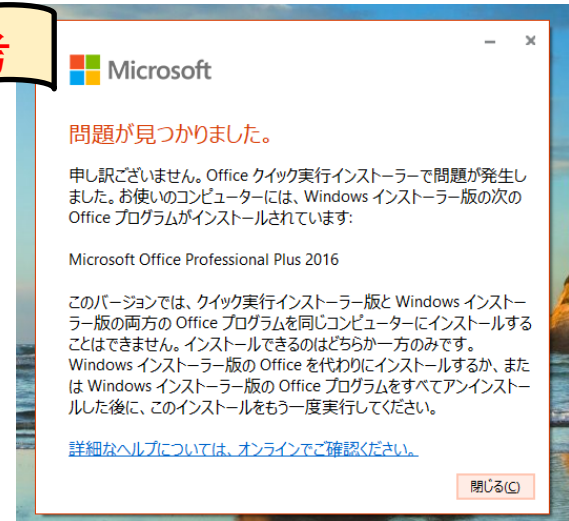 考
Microsoft
問題が見つかりました。
申し訳ございません。Office クイック実行インストーラーで問題が発生し
ました。お使いのコンピューターには、Windows インストーラー版の次の
Office プログラムがインストールされています:
Microsoft Office Professional Plus 2016
このバージョンでは、クイック実行インストーラー版と Windows インストー
ラー版の両方の Office プログラムを同じコンピューターにインストールする
ことはできません。インストールできるのはどちらか一方のみです。
Windows インストーラー版の Office を代わりにインストールするか、また
は Windows インストーラー版の Office プログラムをすべてアンインストー
ルした後に、このインストールをもう一度実行してください。
詳細なヘルプについては、オンラインでご確認ください。
閉じる(C)